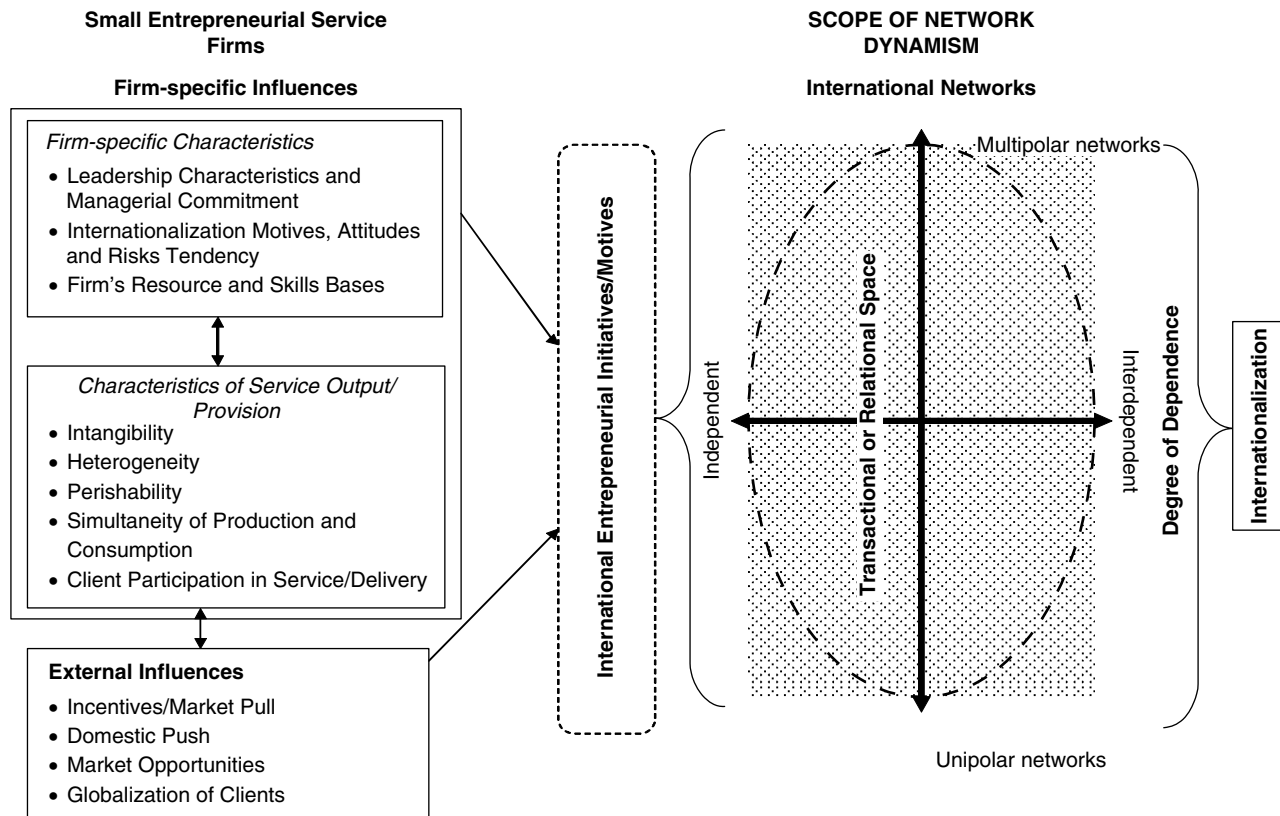 Small Entrepreneurial Service
Firms
Firm-specific Influences
Firm-specific Characteristics
• Leadership Characteristics and
Managerial Commitment
• Internationalization Motives, Attitudes
and Risks Tendency
• Firm's Resource and Skills Bases
Characteristics of Service Output/
Provision
• Intangibility
• Heterogeneity
• Perishability
• Simultaneity of Production and
Consumption
• Client Participation in Service/Delivery
External Influences
• Incentives/Market Pull
• Domestic Push
• Market Opportunities
• Globalization of Clients
International Entrepreneurial Initiatives/Motives
SCOPE OF NETWORK
DYNAMISM
International Networks
Multipolar networks
Independent
Transactional or Relational Space
Interdependent
Degree of Dependence
Unipolar networks
Internationalization